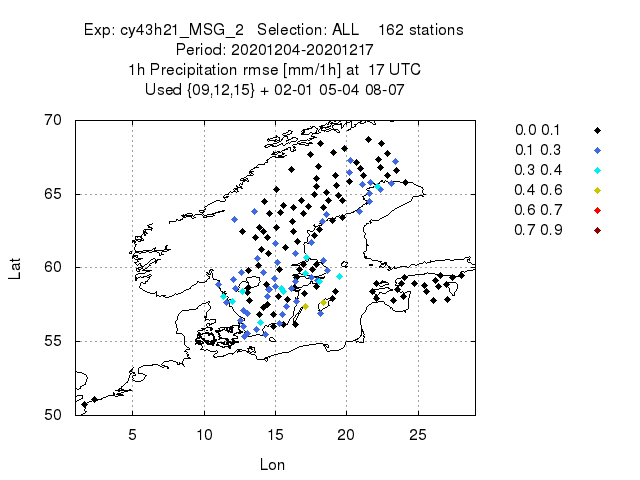 Exp: cy43h21_MSG_2 Selection: ALL 162 stations
Period: 20201204-20201217
1h Precipitation rmse [mm/1h] at 17 UTC
Used {09,12,15} + 02-01 05-04 08-07
70
65
60
55
50
Lat
5 10 15 20 25
Lon
0.0 0.1
0.1 0.3
0.3 0.4
0.4 0.6
0.6 0.7
0.7 0.9